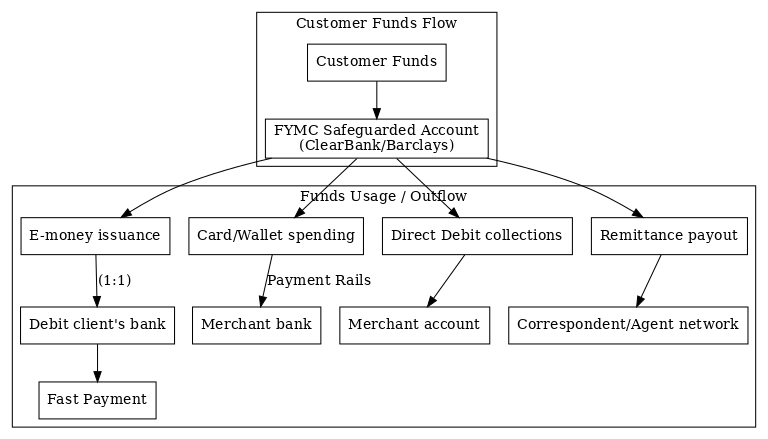 Customer Funds Flow
Customer Funds
FYMC Safeguarded Account
(ClearBank/Barclays)
Funds Usage / Outflow
E-money issuance
Card/Wallet spending
Direct Debit collections
Remittance payout
(1:1)
Payment Rails
Debit client's bank
Merchant bank
Merchant account
Correspondent/Agent network
Fast Payment